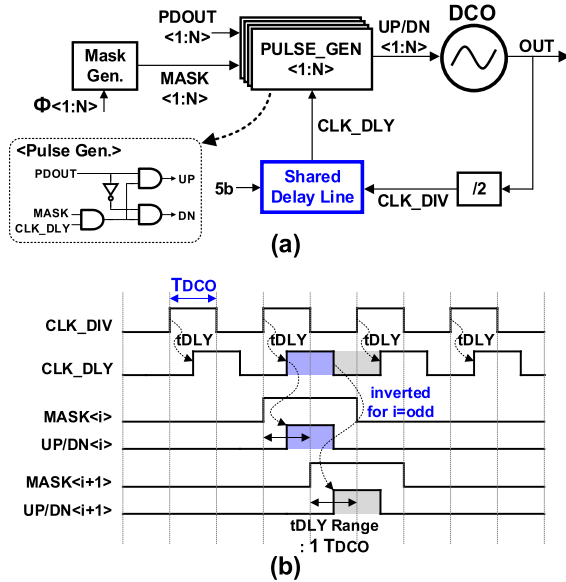 (a)
PDOUT
<1:N>
Mask
Gen.
MASK
<1:N>
Φ<1:N>
PULSE_GEN
<1:N>
UP/DN
<1:N>
DCO
OUT
CLK_DLY
5b
Shared
Delay Line
CLK_DIV
/2
<Pulse Gen.>
PDOUT
UP
MASK
CLK_DLY
DN
(a)
(b)
TDCO
CLK_DIV
tDLY
tDLY
tDLY
tDLY
CLK_DLY
inverted
for i=odd
MASK<i>
UP/DN<i>
MASK<i+1>
UP/DN<i+1>
tDLY Range
: 1 TDCO
(b)